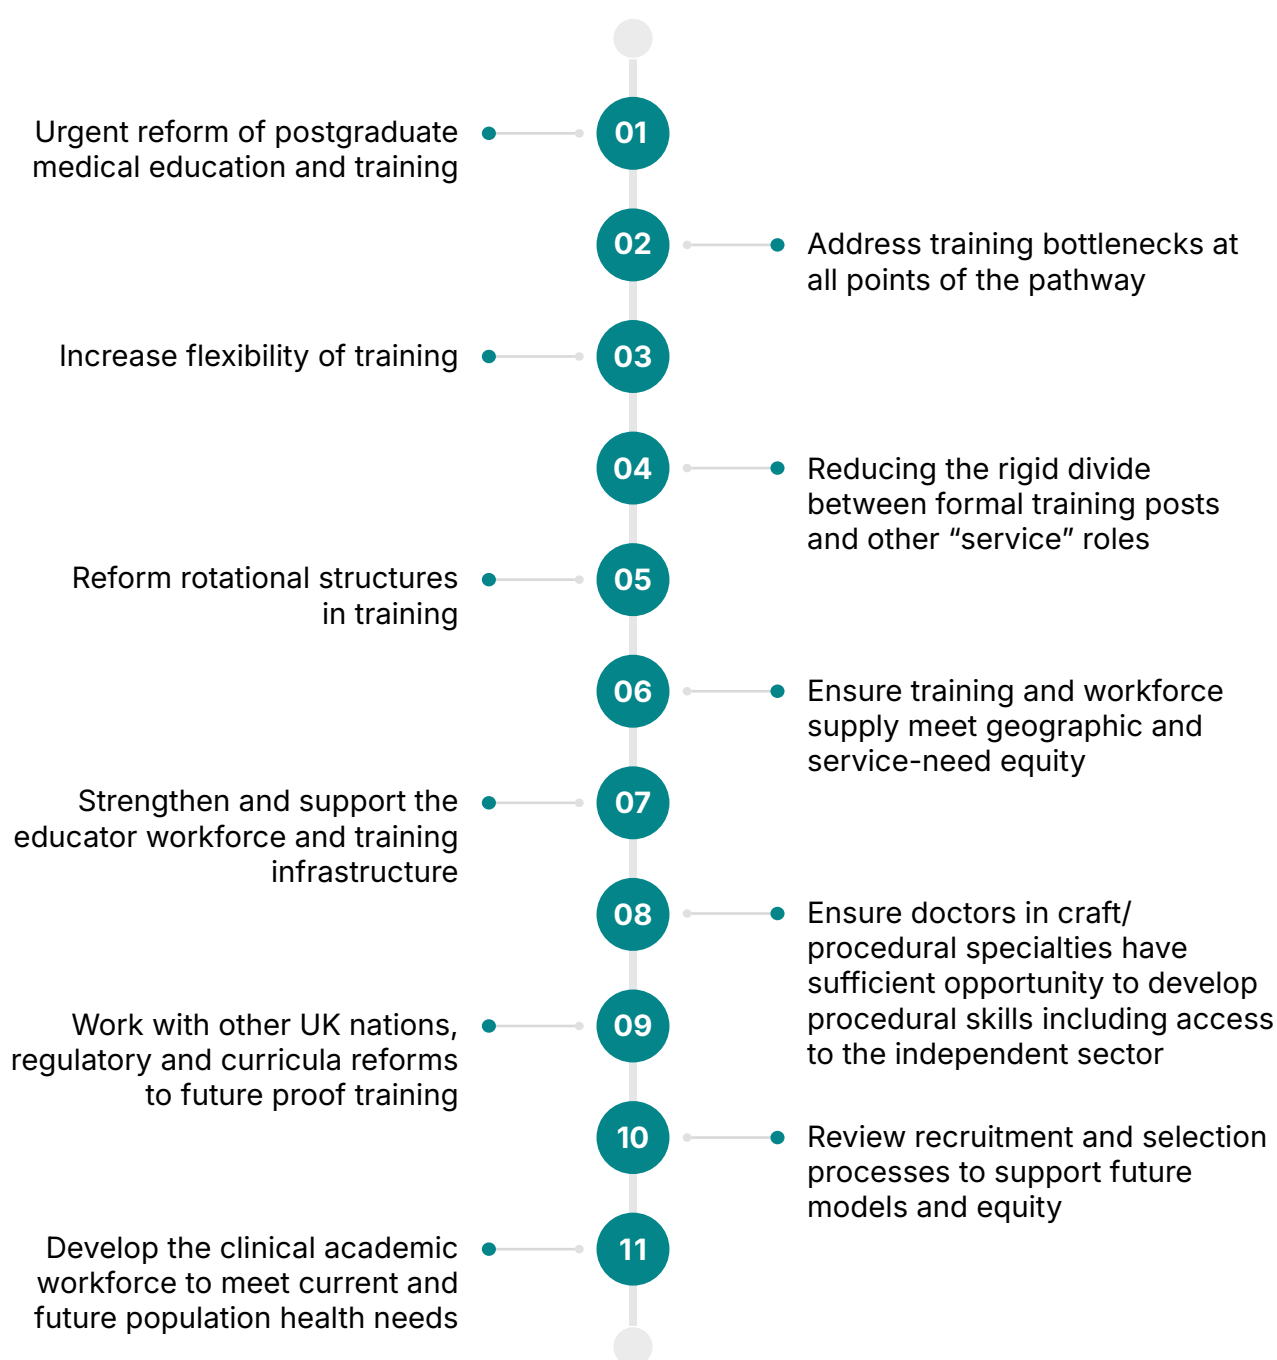 01
Urgent reform of postgraduate
medical education and training
02
Address training bottlenecks at
all points of the pathway
03
Increase flexibility of training
04
Reducing the rigid divide
between formal training posts
and other “service” roles
05
Reform rotational structures
in training
06
Ensure training and workforce
supply meet geographic and
service-need equity
07
Strengthen and support the
educator workforce and training
infrastructure
08
Ensure doctors in craft/
procedural specialties have
sufficient opportunity to develop
procedural skills including access
to the independent sector
09
Work with other UK nations,
regulatory and curricula reforms
to future proof training
10
Review recruitment and selection
processes to support future
models and equity
11
Develop the clinical academic
workforce to meet current and
future population health needs